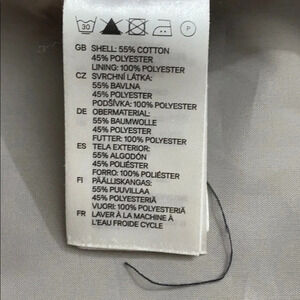 30 P
GB SHELL: 55% COTTON
45% POLYESTER
LINING: 100% POLYESTER
CZ SVRCHNÍ LÁTKA:
55% BAVLNA
45% POLYESTER
PODŠÍVKA: 100% POLYESTER
DE OBERMATERIAL:
55% BAUMWOLLE
45% POLYESTER
FUTTER: 100% POLYESTER
ES TELA EXTERIOR:
55% ALGODÓN
45% POLIÉSTER
FORRO: 100% POLIÉSTER
FI PÄÄLLISKANGAS:
55% PUUVILLAA
45% POLYESTERIÄ
VUORI: 100% POLYESTERIÄ
FR LAVER À LA MACHINE À
L'EAU FROIDE CYCLE